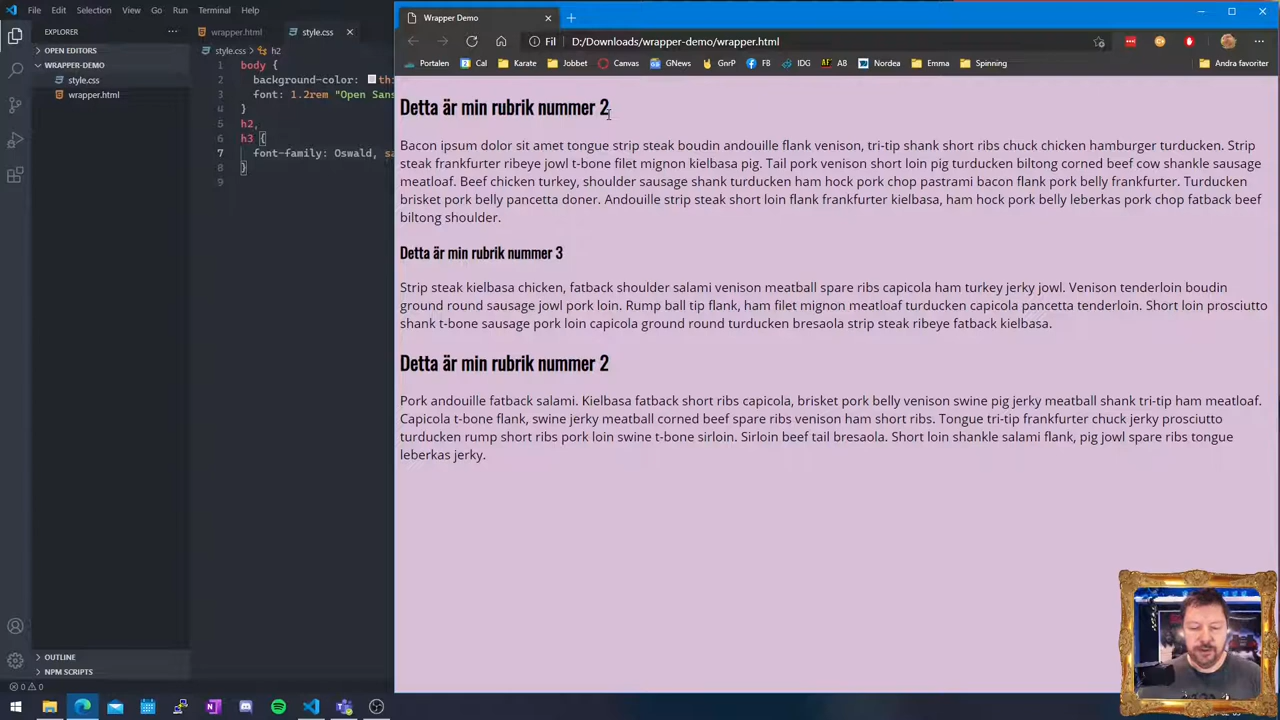 File Edit Selection View Go Run Terminal
EXPLORER
OPEN EDITORS
WRAPPER-DEMO
style.css
wrapper.html
OUTLINE
NPM SCRIPTS
0 0
wrapper.html
style.css
style.css > h2
1 body {
2 background-color: th
3 font: 1.2rem "Open Sans
4 }
5 h2,
6 h3 {
7 font-family: Oswald, sa
8 }
9
Wrapper Demo
Fil D:/Downloads/wrapper-demo/wrapper.html
Portalen Cal Karate Jobbet Canvas GNews GnrP FB IDG AB Nordea Emma Spinning Andra favoriter
Detta är min rubrik nummer 2
Bacon ipsum dolor sit amet tongue strip steak boudin andouille flank venison, tri-tip shank short ribs chuck chicken hamburger turducken. Strip
steak frankfurter ribeye jowl t-bone filet mignon kielbasa pig. Tail pork venison short loin pig turducken biltong corned beef cow shankle sausage
meatloaf. Beef chicken turkey, shoulder sausage shank turducken ham hock pork chop pastrami bacon flank pork belly frankfurter. Turducken
brisket pork belly pancetta doner. Andouille strip steak short loin flank frankfurter kielbasa, ham hock pork belly leberkas pork chop fatback beef
biltong shoulder.
Detta är min rubrik nummer 3
Strip steak kielbasa chicken, fatback shoulder salami venison meatball spare ribs capicola ham turkey jerky jowl. Venison tenderloin boudin
ground round sausage jowl pork loin. Rump ball tip flank, ham filet mignon meatloaf turducken capicola pancetta tenderloin. Short loin prosciutto
shank t-bone sausage pork loin capicola ground round turducken bresaola strip steak ribeye fatback kielbasa.
Detta är min rubrik nummer 2
Pork andouille fatback salami. Kielbasa fatback short ribs capicola, brisket pork belly venison swine pig jerky meatball shank tri-tip ham meatloaf.
Capicola t-bone flank, swine jerky meatball corned beef spare ribs venison ham short ribs. Tongue tri-tip frankfurter chuck jerky prosciutto
turducken rump short ribs pork loin swine t-bone sirloin. Sirloin beef tail bresaola. Short loin shankle salami flank, pig jowl spare ribs tongue
leberkas jerky.